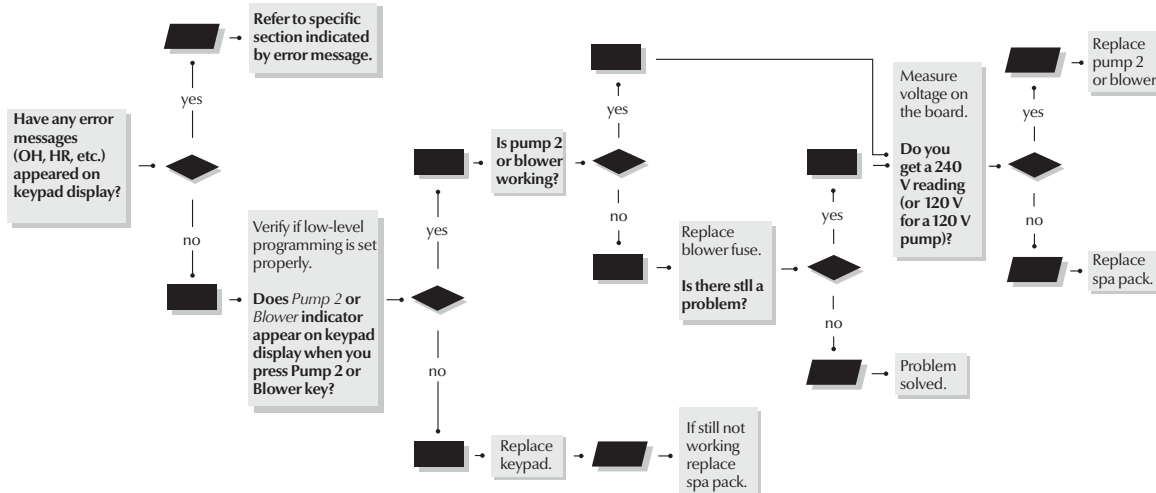 Refer to specific
section indicated
by error message.
yes
Have any error
messages
(OH, HR, etc.)
appeared on
keypad display?
no
Verify if low-level
programming is set
properly.
Does Pump 2 or
Blower indicator
appear on keypad
display when you
press Pump 2 or
Blower key?
yes
no
Replace
keypad.
If still not
working
replace
spa pack.
Is pump 2
or blower
working?
yes
no
Replace
blower fuse.
Is there stll a
problem?
yes
no
Problem
solved.
Measure
voltage on
the board.
Do you
get a 240
V reading
(or 120 V
for a 120 V
pump)?
yes
no
Replace
pump 2
or blower
Replace
spa pack.